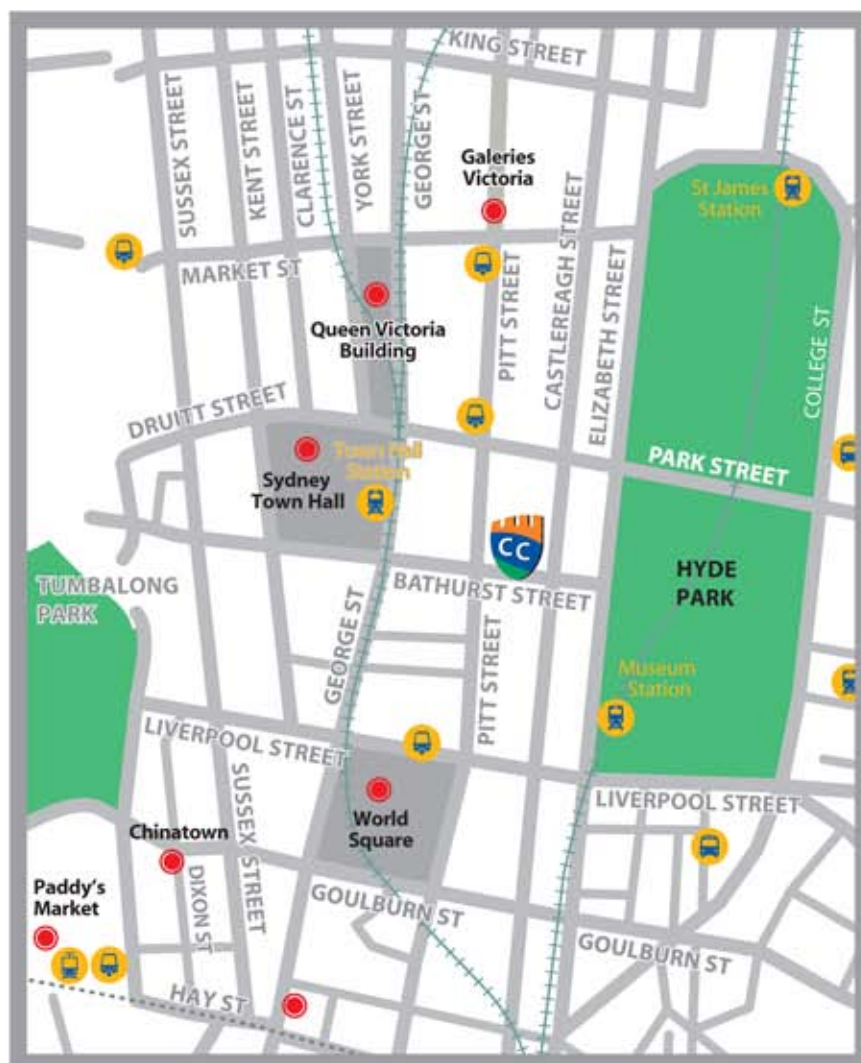 KING STREET
SUSSEX STREET
KENT STREET
CLARENCE ST
YORK STREET
GEORGE ST
Galeries
Victoria
CASTLEREAGH STREET
ELIZABETH STREET
St James
Station
MARKET ST
PITT STREET
Queen Victoria
Building
COLLEGE ST
DRUITT STREET
Town Hall
Station
Sydney
Town Hall
PARK STREET
CC
HYDE
PARK
TUMBALONG
PARK
BATHURST STREET
GEORGE ST
PITT STREET
Museum
Station
LIVERPOOL STREET
SUSSEX STREET
World
Square
LIVERPOOL STREET
Chinatown
DIXON ST
Paddy's
Market
GOULBURN ST
GOULBURN ST
HAY ST